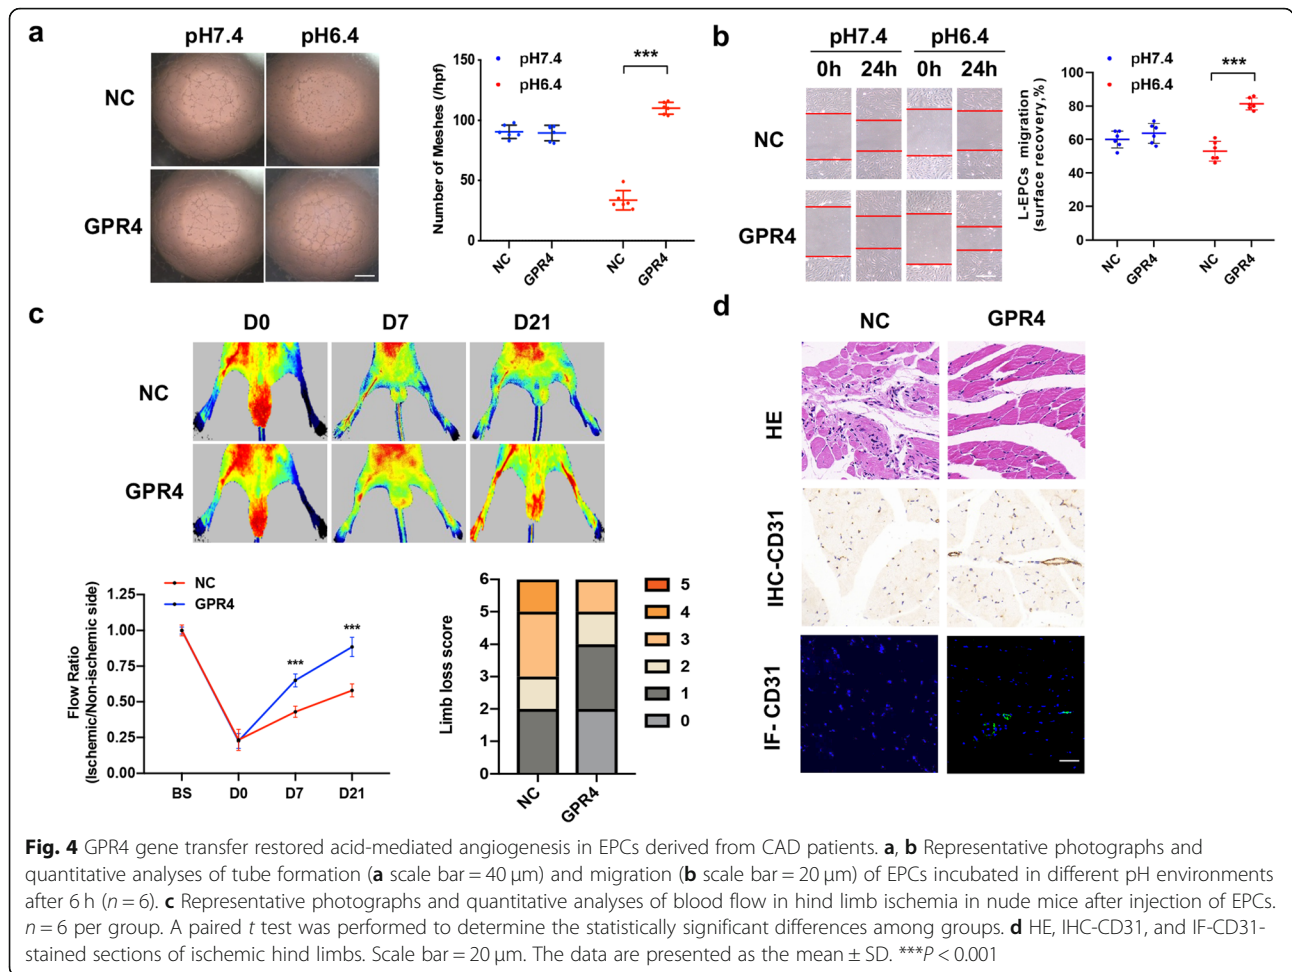 a
pH7.4 pH6.4
NC
GPR4
Number of Meshes (/hpf)
150
100
50
0
pH7.4
pH6.4
***
NC GPR4 NC GPR4
b
pH7.4 pH6.4
0h 24h 0h 24h
NC
GPR4
L-EPCs migration
(surface recovery,%)
100
80
60
40
20
0
pH7.4
pH6.4
***
NC GPR4 NC GPR4
c
D0 D7 D21
NC
GPR4
Flow Ratio
(Ischemic/Non-ischemic side)
1.25
1.00
0.75
0.50
0.25
0.00
NC
GPR4
***
***
BS D0 D7 D21
Limb loss score
6
5
4
3
2
1
0
NC GPR4
5
4
3
2
1
0
d
NC GPR4
HE
IHC-CD31
IF- CD31
Fig. 4 GPR4 gene transfer restored acid-mediated angiogenesis in EPCs derived from CAD patients. a, b Representative photographs and
quantitative analyses of tube formation (a scale bar = 40 μm) and migration (b scale bar = 20 μm) of EPCs incubated in different pH environments
after 6 h (n = 6). c Representative photographs and quantitative analyses of blood flow in hind limb ischemia in nude mice after injection of EPCs.
n = 6 per group. A paired t test was performed to determine the statistically significant differences among groups. d HE, IHC-CD31, and IF-CD31-
stained sections of ischemic hind limbs. Scale bar = 20 μm. The data are presented as the mean ± SD. ***P < 0.001